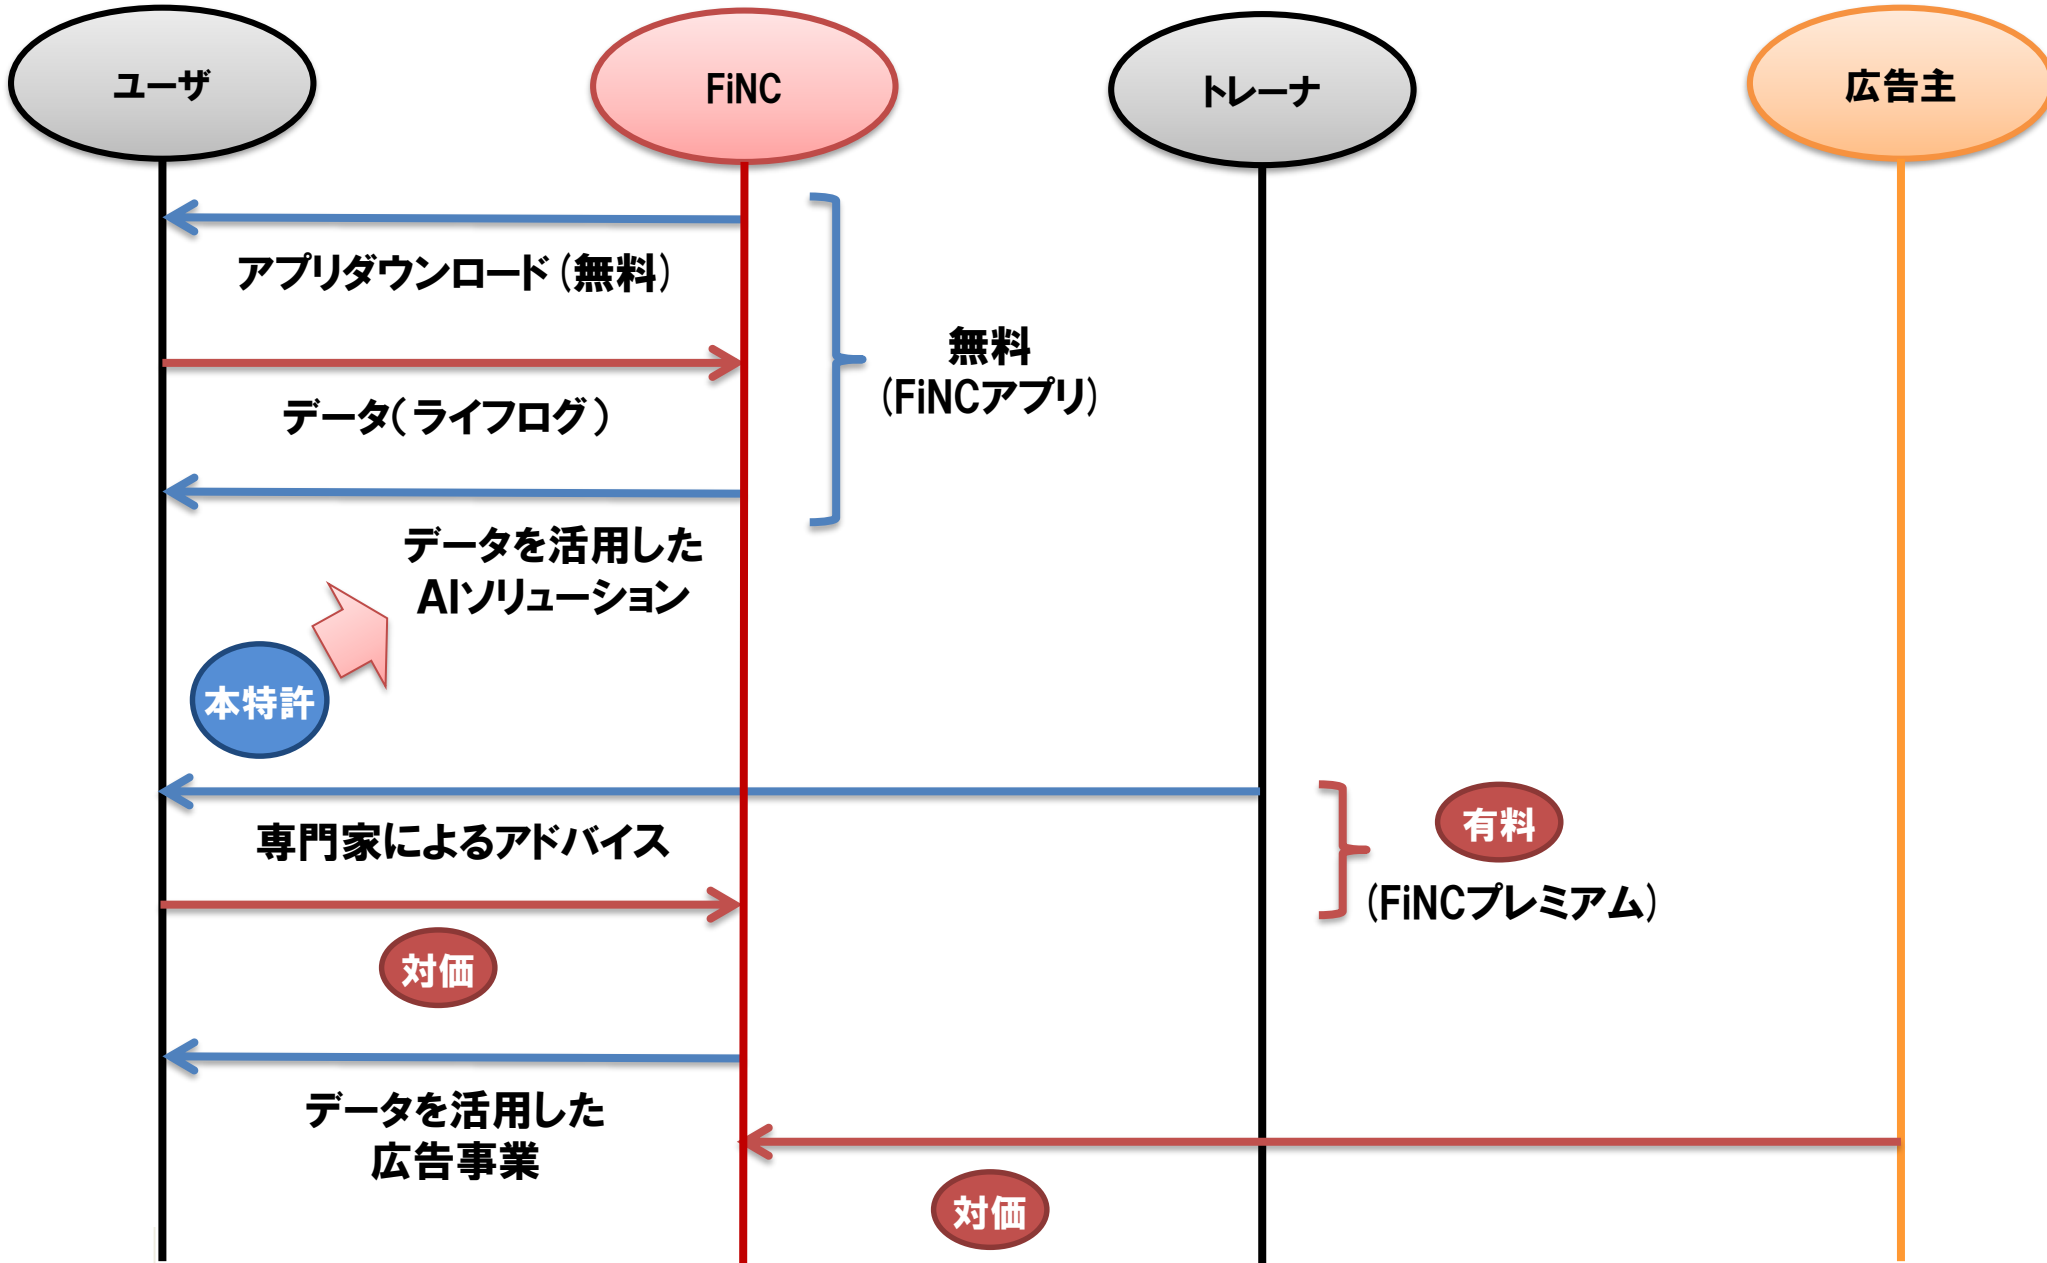 ユーザ
FiNC
トレーナ
広告主
アプリダウンロード（無料）
無料
（FiNCアプリ）
データ（ライフログ）
データを活用した
AIソリューション
本特許
専門家によるアドバイス
有料
（FiNCプレミアム）
対価
データを活用した
広告事業
対価